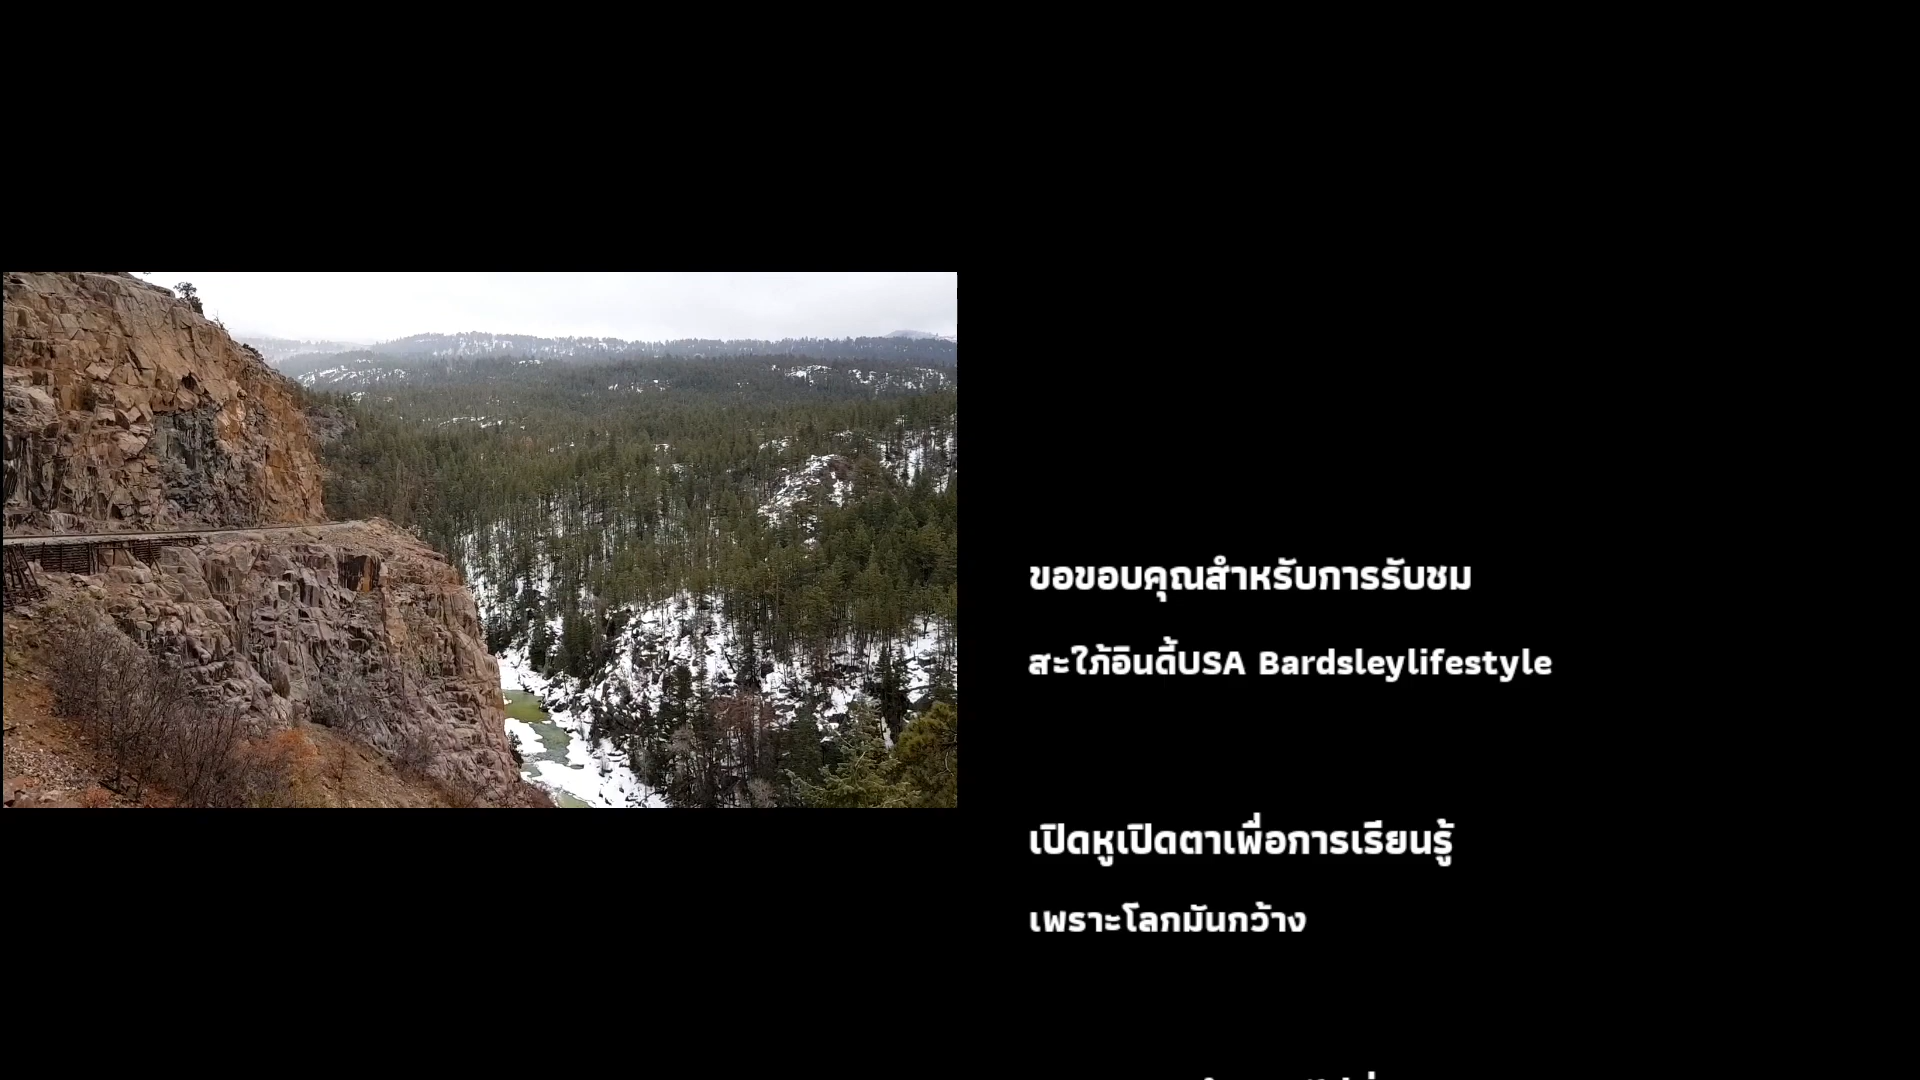 ขอขอบคุณสำหรับการรับชม
สะใภ้อินดี้USA Bardsleylifestyle
เปิดหูเปิดตาเพื่อการเรียนรู้
เพราะโลกมันกว้าง